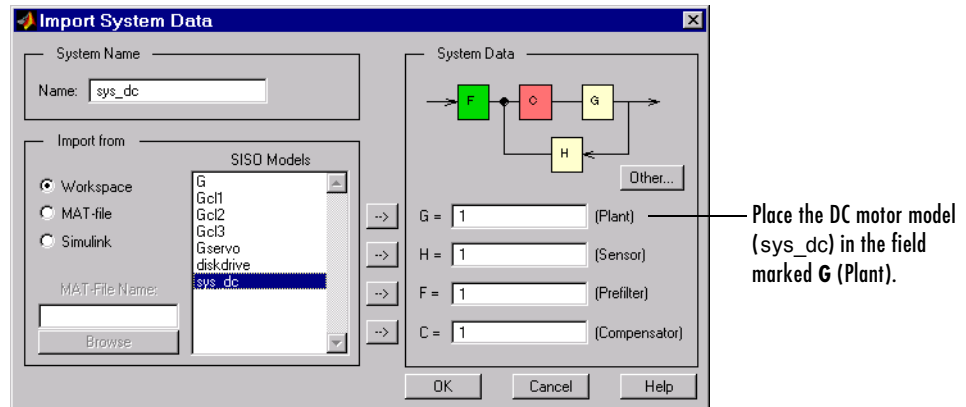 Import System Data
System Name
Name: sys_dc
Import from
Workspace
MAT-file
Simulink
MAT-File Name:
Browse
SISO Models
G
Gcl1
Gcl2
Gcl3
Gservo
diskdrive
sys_dc
System Data
F
C
G
H
Other...
--> G = 1 (Plant)
--> H = 1 (Sensor)
--> F = 1 (Prefilter)
--> C = 1 (Compensator)
OK Cancel Help
Place the DC motor model
(sys_dc) in the field
marked G (Plant).